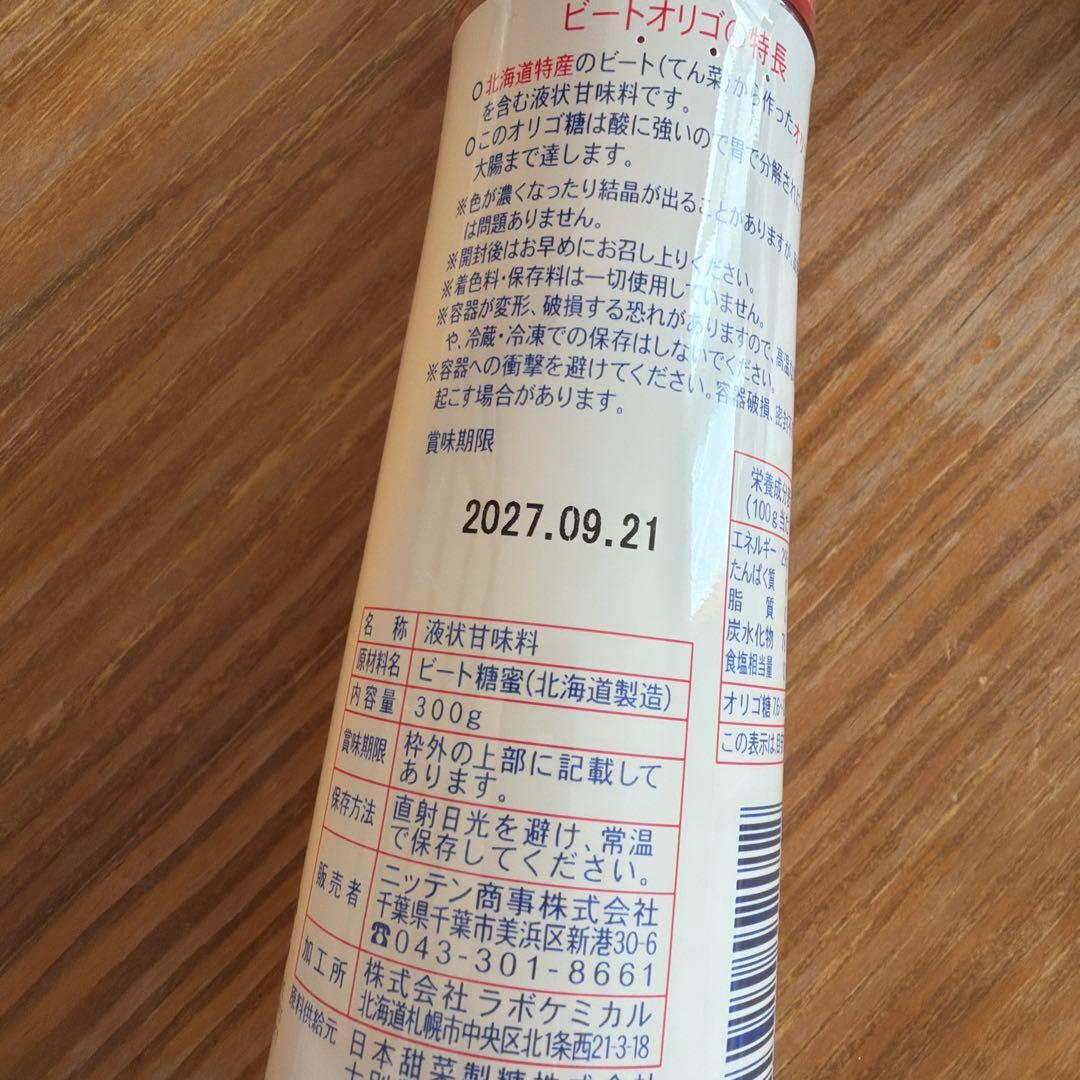 ビートオリゴの特長
○北海道特産のビート(てん菜)から作ったオリ
を含む液状甘味料です。
○このオリゴ糖は酸に強いので胃で分解され
大腸まで達します。
※色が濃くなったり結晶が出ることがありますが、
は問題ありません。
※開封後はお早めにお召し上りください。
※着色料・保存料は一切使用していません。
※容器が変形、破損する恐れがありますので、高温
や、冷蔵・冷凍での保存はしないでください。
※容器への衝撃を避けてください。容器破損、密封
起こす場合があります。
賞味期限
2027.09.21
名称 液状甘味料
原材料名 ビート糖蜜(北海道製造)
内容量 300g
賞味期限 枠外の上部に記載して
あります。
保存方法 直射日光を避け、常温
で保存してください。
販売者 ニッテン商事株式会社
千葉県千葉市美浜区新港30-6
☎043-301-8661
加工所 株式会社 ラボケミカル
北海道札幌市中央区北1条西21-3-18
原料供給元 日本甜菜製糖株式会社
栄養成分
(100g当
エネルギー
たんぱく質
脂質
炭水化物
食塩相当量
オリゴ糖
この表示は、目